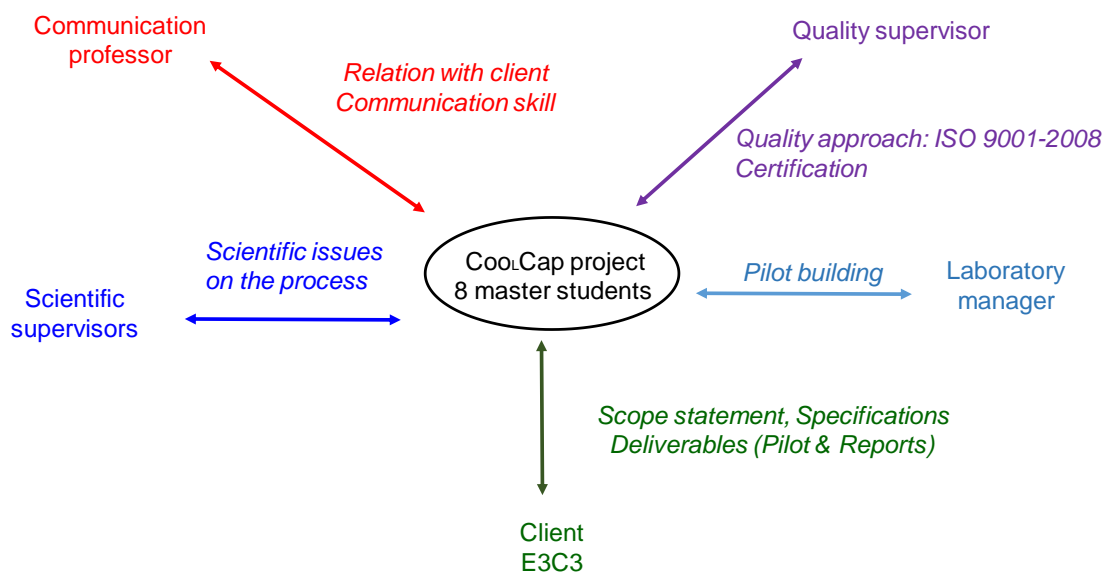 Communication
professor
Quality supervisor
Relation with client
Communication skill
Quality approach: ISO 9001-2008
Certification
Scientific issues
on the process
CooLCap project
8 master students
Pilot building
Laboratory
manager
Scientific
supervisors
Scope statement, Specifications
Deliverables (Pilot & Reports)
Client
E3C3